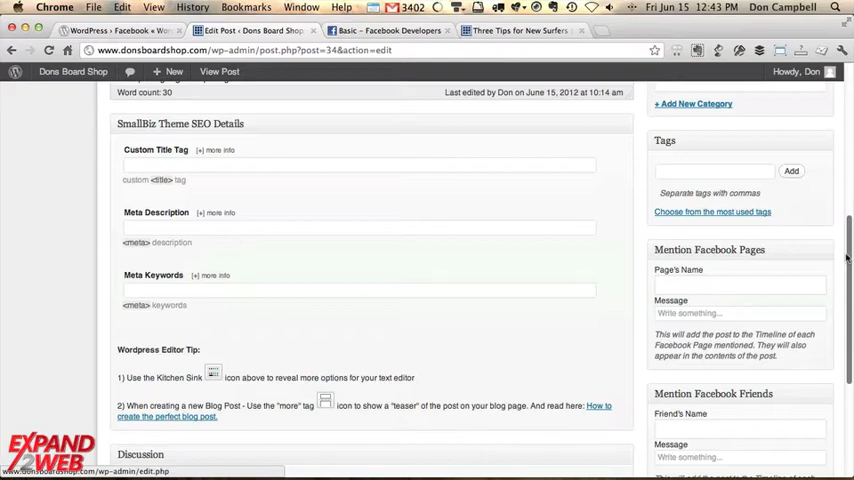 Chrome File Edit View History Bookmarks Window Help
3402
Fri Jun 15 12:43 PM Don Campbell
WordPress › Facebook « Wor
Edit Post ‹ Dons Board Shop
Basic – Facebook Developers
Three Tips for New Surfers |
www.donsboardshop.com/wp-admin/post.php?post=34&action=edit
Dons Board Shop
+ New
View Post
Howdy, Don
Word count: 30
Last edited by Don on June 15, 2012 at 10:14 am
SmallBiz Theme SEO Details
Custom Title Tag [+] more info
custom <title> tag
Meta Description [+] more info
<meta> description
Meta Keywords [+] more info
<meta> keywords
Wordpress Editor Tip:
1) Use the Kitchen Sink icon above to reveal more options for your text editor
2) When creating a new Blog Post - Use the "more" tag icon to show a "teaser" of the post on your blog page. And read here: How to
create the perfect blog post.
Discussion
+ Add New Category
Tags
Add
Separate tags with commas
Choose from the most used tags
Mention Facebook Pages
Page's Name
Message
Write something...
This will add the post to the Timeline of each
Facebook Page mentioned. They will also
appear in the contents of the post.
Mention Facebook Friends
Friend's Name
Message
Write something...
EXPAND
2WEB
www.donsboardshop.com/wp-admin/edit.php